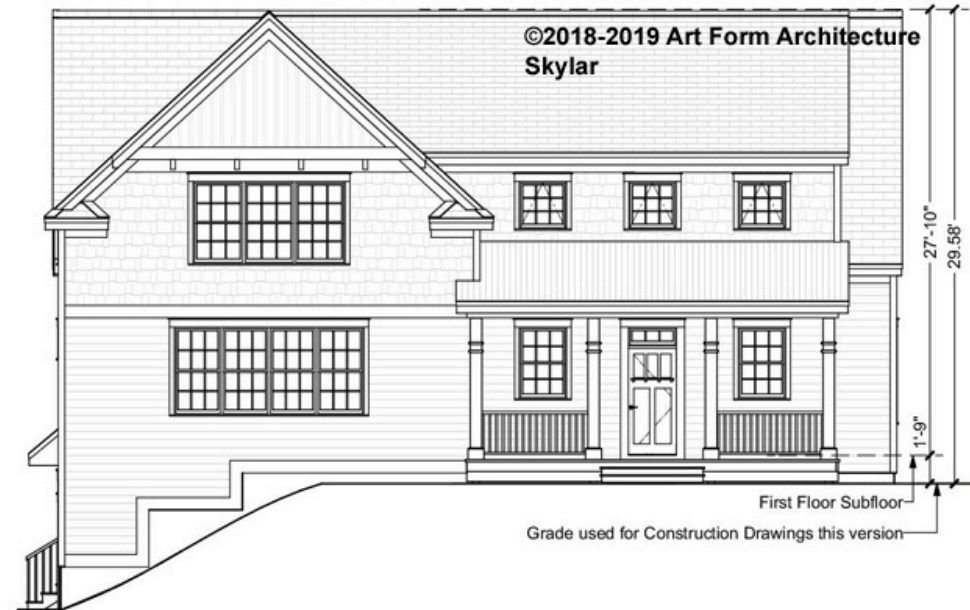 ©2018-2019 Art Form Architecture
Skylar
27'-10"
29.58'
1'-9"
First Floor Subfloor
Grade used for Construction Drawings this version